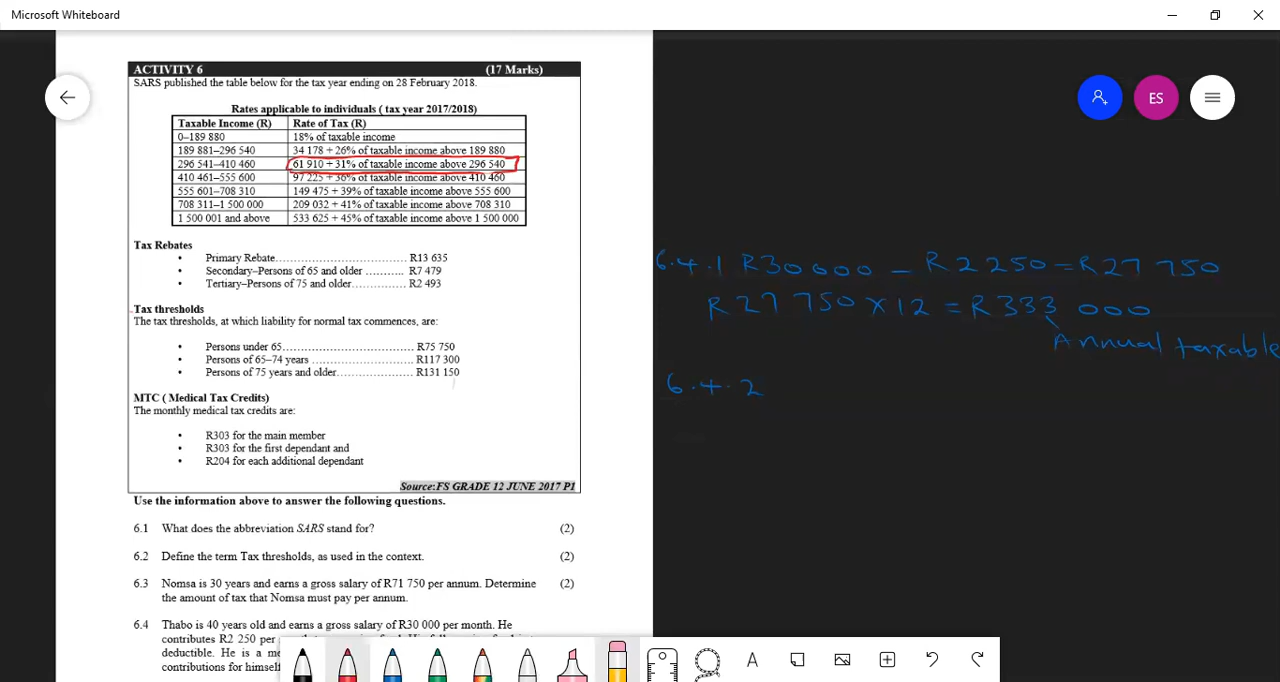 Microsoft Whiteboard
ACTIVITY 6 (17 Marks)
SARS published the table below for the tax year ending on 28 February 2018.
Rates applicable to individuals ( tax year 2017/2018)
Taxable Income (R) Rate of Tax (R)
0–189 880 18% of taxable income
189 881–296 540 34 178 + 26% of taxable income above 189 880
296 541–410 460 61 910 + 31% of taxable income above 296 540
410 461–555 600 97 225 + 36% of taxable income above 410 460
555 601–708 310 149 475 + 39% of taxable income above 555 600
708 311–1 500 000 209 032 + 41% of taxable income above 708 310
1 500 001 and above 533 625 + 45% of taxable income above 1 500 000
Tax Rebates
• Primary Rebate.................................... R13 635
• Secondary–Persons of 65 and older .......... R7 479
• Tertiary–Persons of 75 and older............... R2 493
Tax thresholds
The tax thresholds, at which liability for normal tax commences, are:
• Persons under 65.................................... R75 750
• Persons of 65–74 years ........................... R117 300
• Persons of 75 years and older................... R131 150
MTC ( Medical Tax Credits)
The monthly medical tax credits are:
• R303 for the main member
• R303 for the first dependant and
• R204 for each additional dependant
Source:FS GRADE 12 JUNE 2017 P1
Use the information above to answer the following questions.
6.1 What does the abbreviation SARS stand for? (2)
6.2 Define the term Tax thresholds, as used in the context. (2)
6.3 Nomsa is 30 years and earns a gross salary of R71 750 per annum. Determine (2)
the amount of tax that Nomsa must pay per annum.
6.4 Thabo is 40 years old and earns a gross salary of R30 000 per month. He
contributes R2 250 per
deductible. He is a me
contributions for himself
ES
6.4.1 R30 000 – R2 250 = R27 750
R27 750 × 12 = R333 000
Annual taxable
6.4.2
A